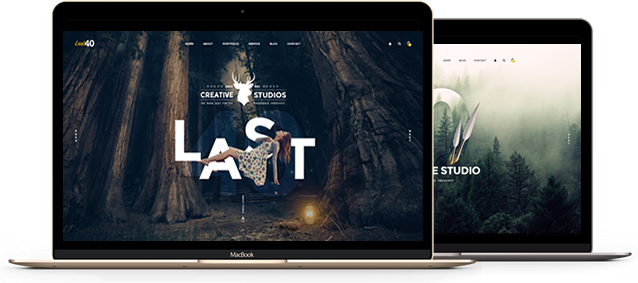 Last40
HOME ABOUT PORTFOLIO SERVICE BLOG CONTACT
CREATIVE STUDIOS
LAST
MacBook
SHOP BLOG CONTACT
E STUDIO